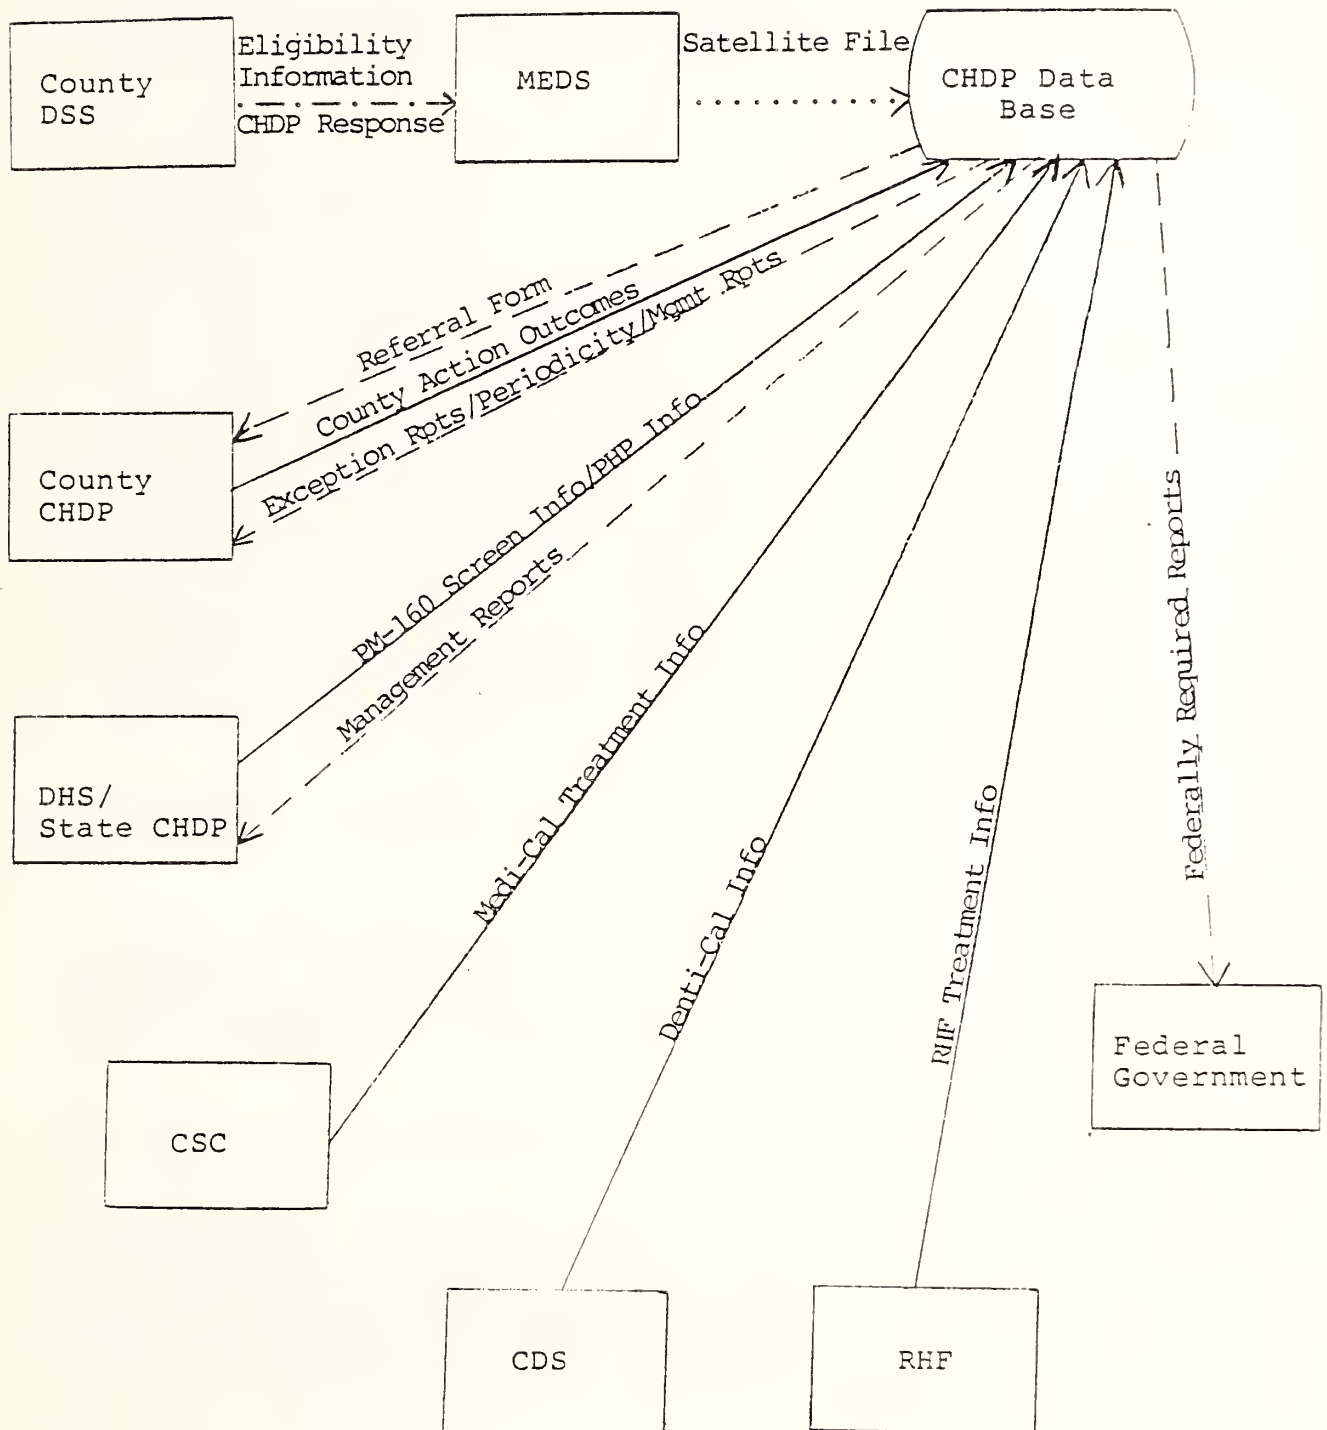 County
DSS
Eligibility
Information
CHDP Response
MEDS
Satellite File
CHDP Data
Base
Referral Form
County Action Outcomes
Exception Rpts/Periodicity/Mgmt Rpts
County
CHDP
PM-160 Screen Info/PHP Info
Management Reports
DHS/
State CHDP
Medi-Cal Treatment Info
Denti-Cal Info
RHF Treatment Info
Federally Required Reports
Federal
Government
CSC
CDS
RHF